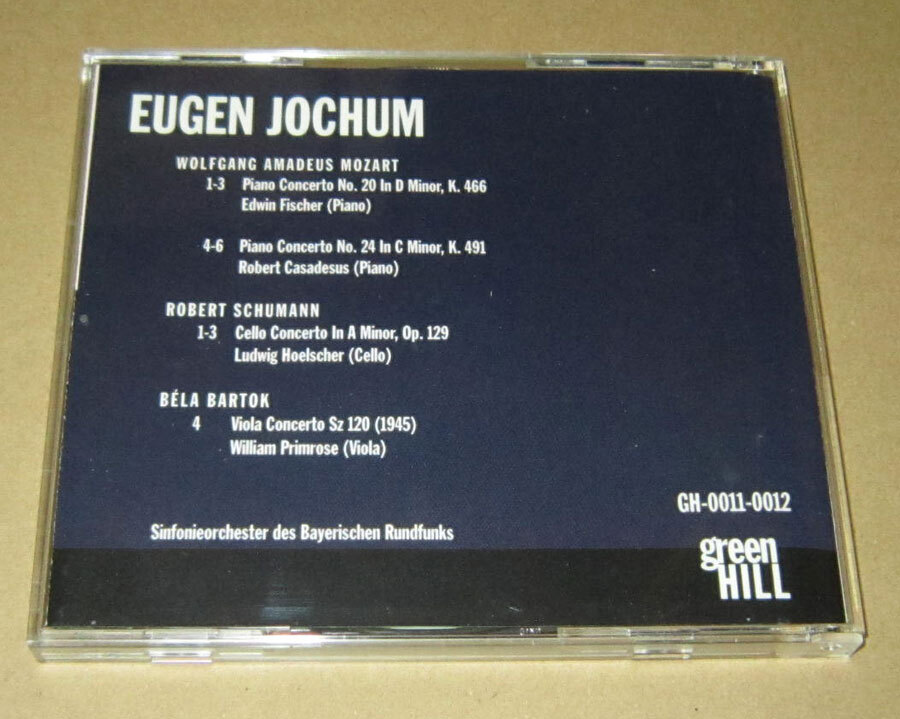 EUGEN JOCHUM
WOLFGANG AMADEUS MOZART
1-3 Piano Concerto No. 20 In D Minor, K. 466
Edwin Fischer (Piano)
4-6 Piano Concerto No. 24 In C Minor, K. 491
Robert Casadesus (Piano)
ROBERT SCHUMANN
1-3 Cello Concerto In A Minor, Op. 129
Ludwig Hoelscher (Cello)
BÉLA BARTOK
4 Viola Concerto Sz 120 (1945)
William Primrose (Viola)
GH-0011-0012
Sinfonieorchester des Bayerischen Rundfunks
green
HILL